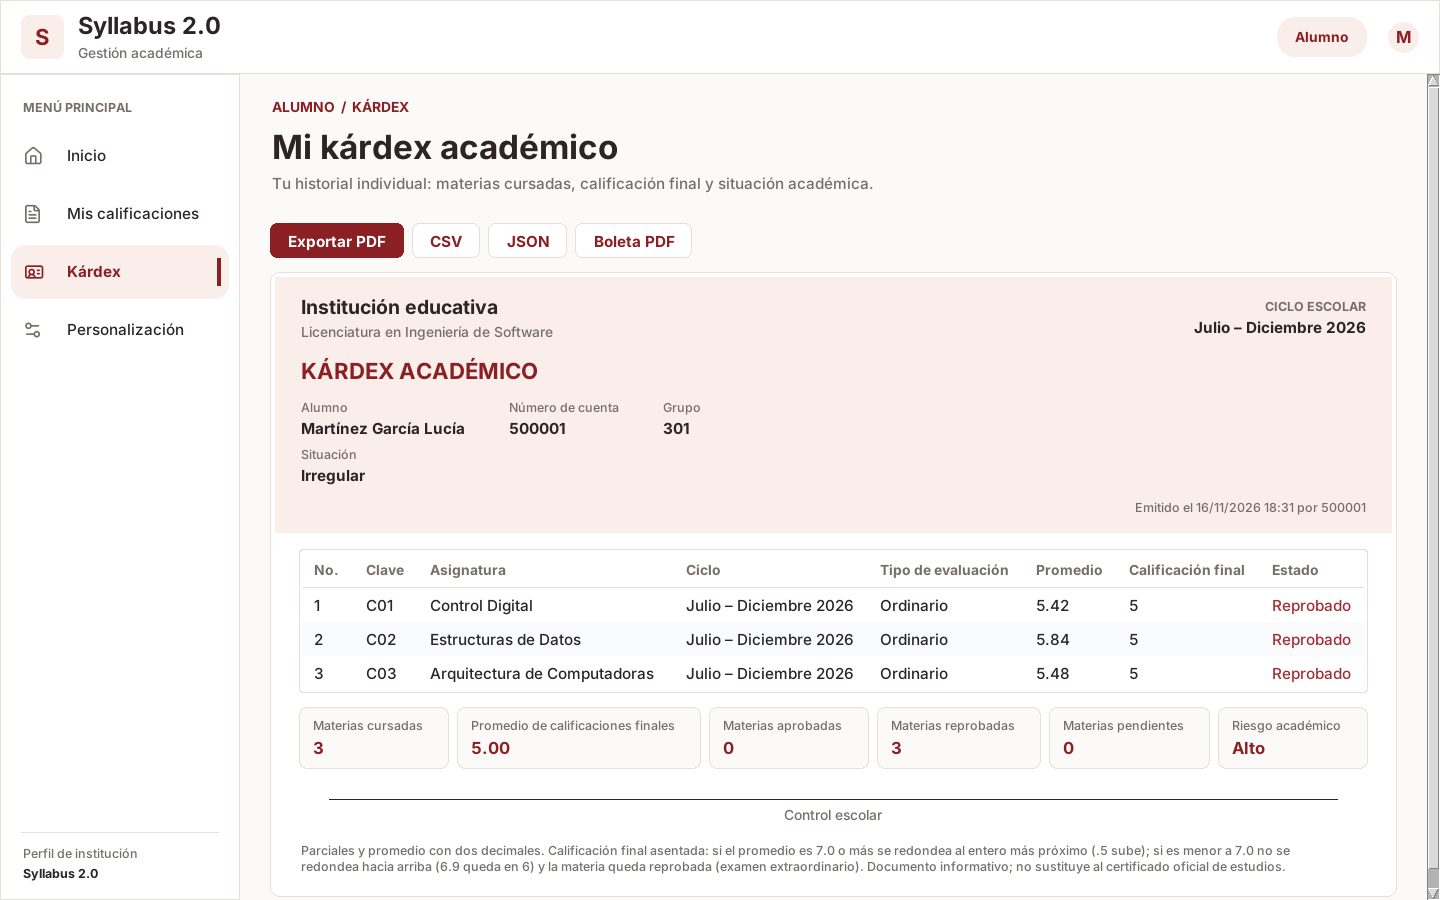 S
Syllabus 2.0
Gestión académica
Alumno
M
MENÚ PRINCIPAL
Inicio
Mis calificaciones
Kárdex
Personalización
Perfil de institución
Syllabus 2.0
ALUMNO / KÁRDEX
Mi kárdex académico
Tu historial individual: materias cursadas, calificación final y situación académica.
Exportar PDF CSV JSON Boleta PDF
Institución educativa
Licenciatura en Ingeniería de Software
CICLO ESCOLAR
Julio – Diciembre 2026
KÁRDEX ACADÉMICO
Alumno Número de cuenta Grupo
Martínez García Lucía 500001 301
Situación
Irregular
Emitido el 16/11/2026 18:31 por 500001
No. Clave Asignatura Ciclo Tipo de evaluación Promedio Calificación final Estado
1 C01 Control Digital Julio – Diciembre 2026 Ordinario 5.42 5 Reprobado
2 C02 Estructuras de Datos Julio – Diciembre 2026 Ordinario 5.84 5 Reprobado
3 C03 Arquitectura de Computadoras Julio – Diciembre 2026 Ordinario 5.48 5 Reprobado
Materias cursadas Promedio de calificaciones finales Materias aprobadas Materias reprobadas Materias pendientes Riesgo académico
3 5.00 0 3 0 Alto
Control escolar
Parciales y promedio con dos decimales. Calificación final asentada: si el promedio es 7.0 o más se redondea al entero más próximo (.5 sube); si es menor a 7.0 no se
redondea hacia arriba (6.9 queda en 6) y la materia queda reprobada (examen extraordinario). Documento informativo; no sustituye al certificado oficial de estudios.